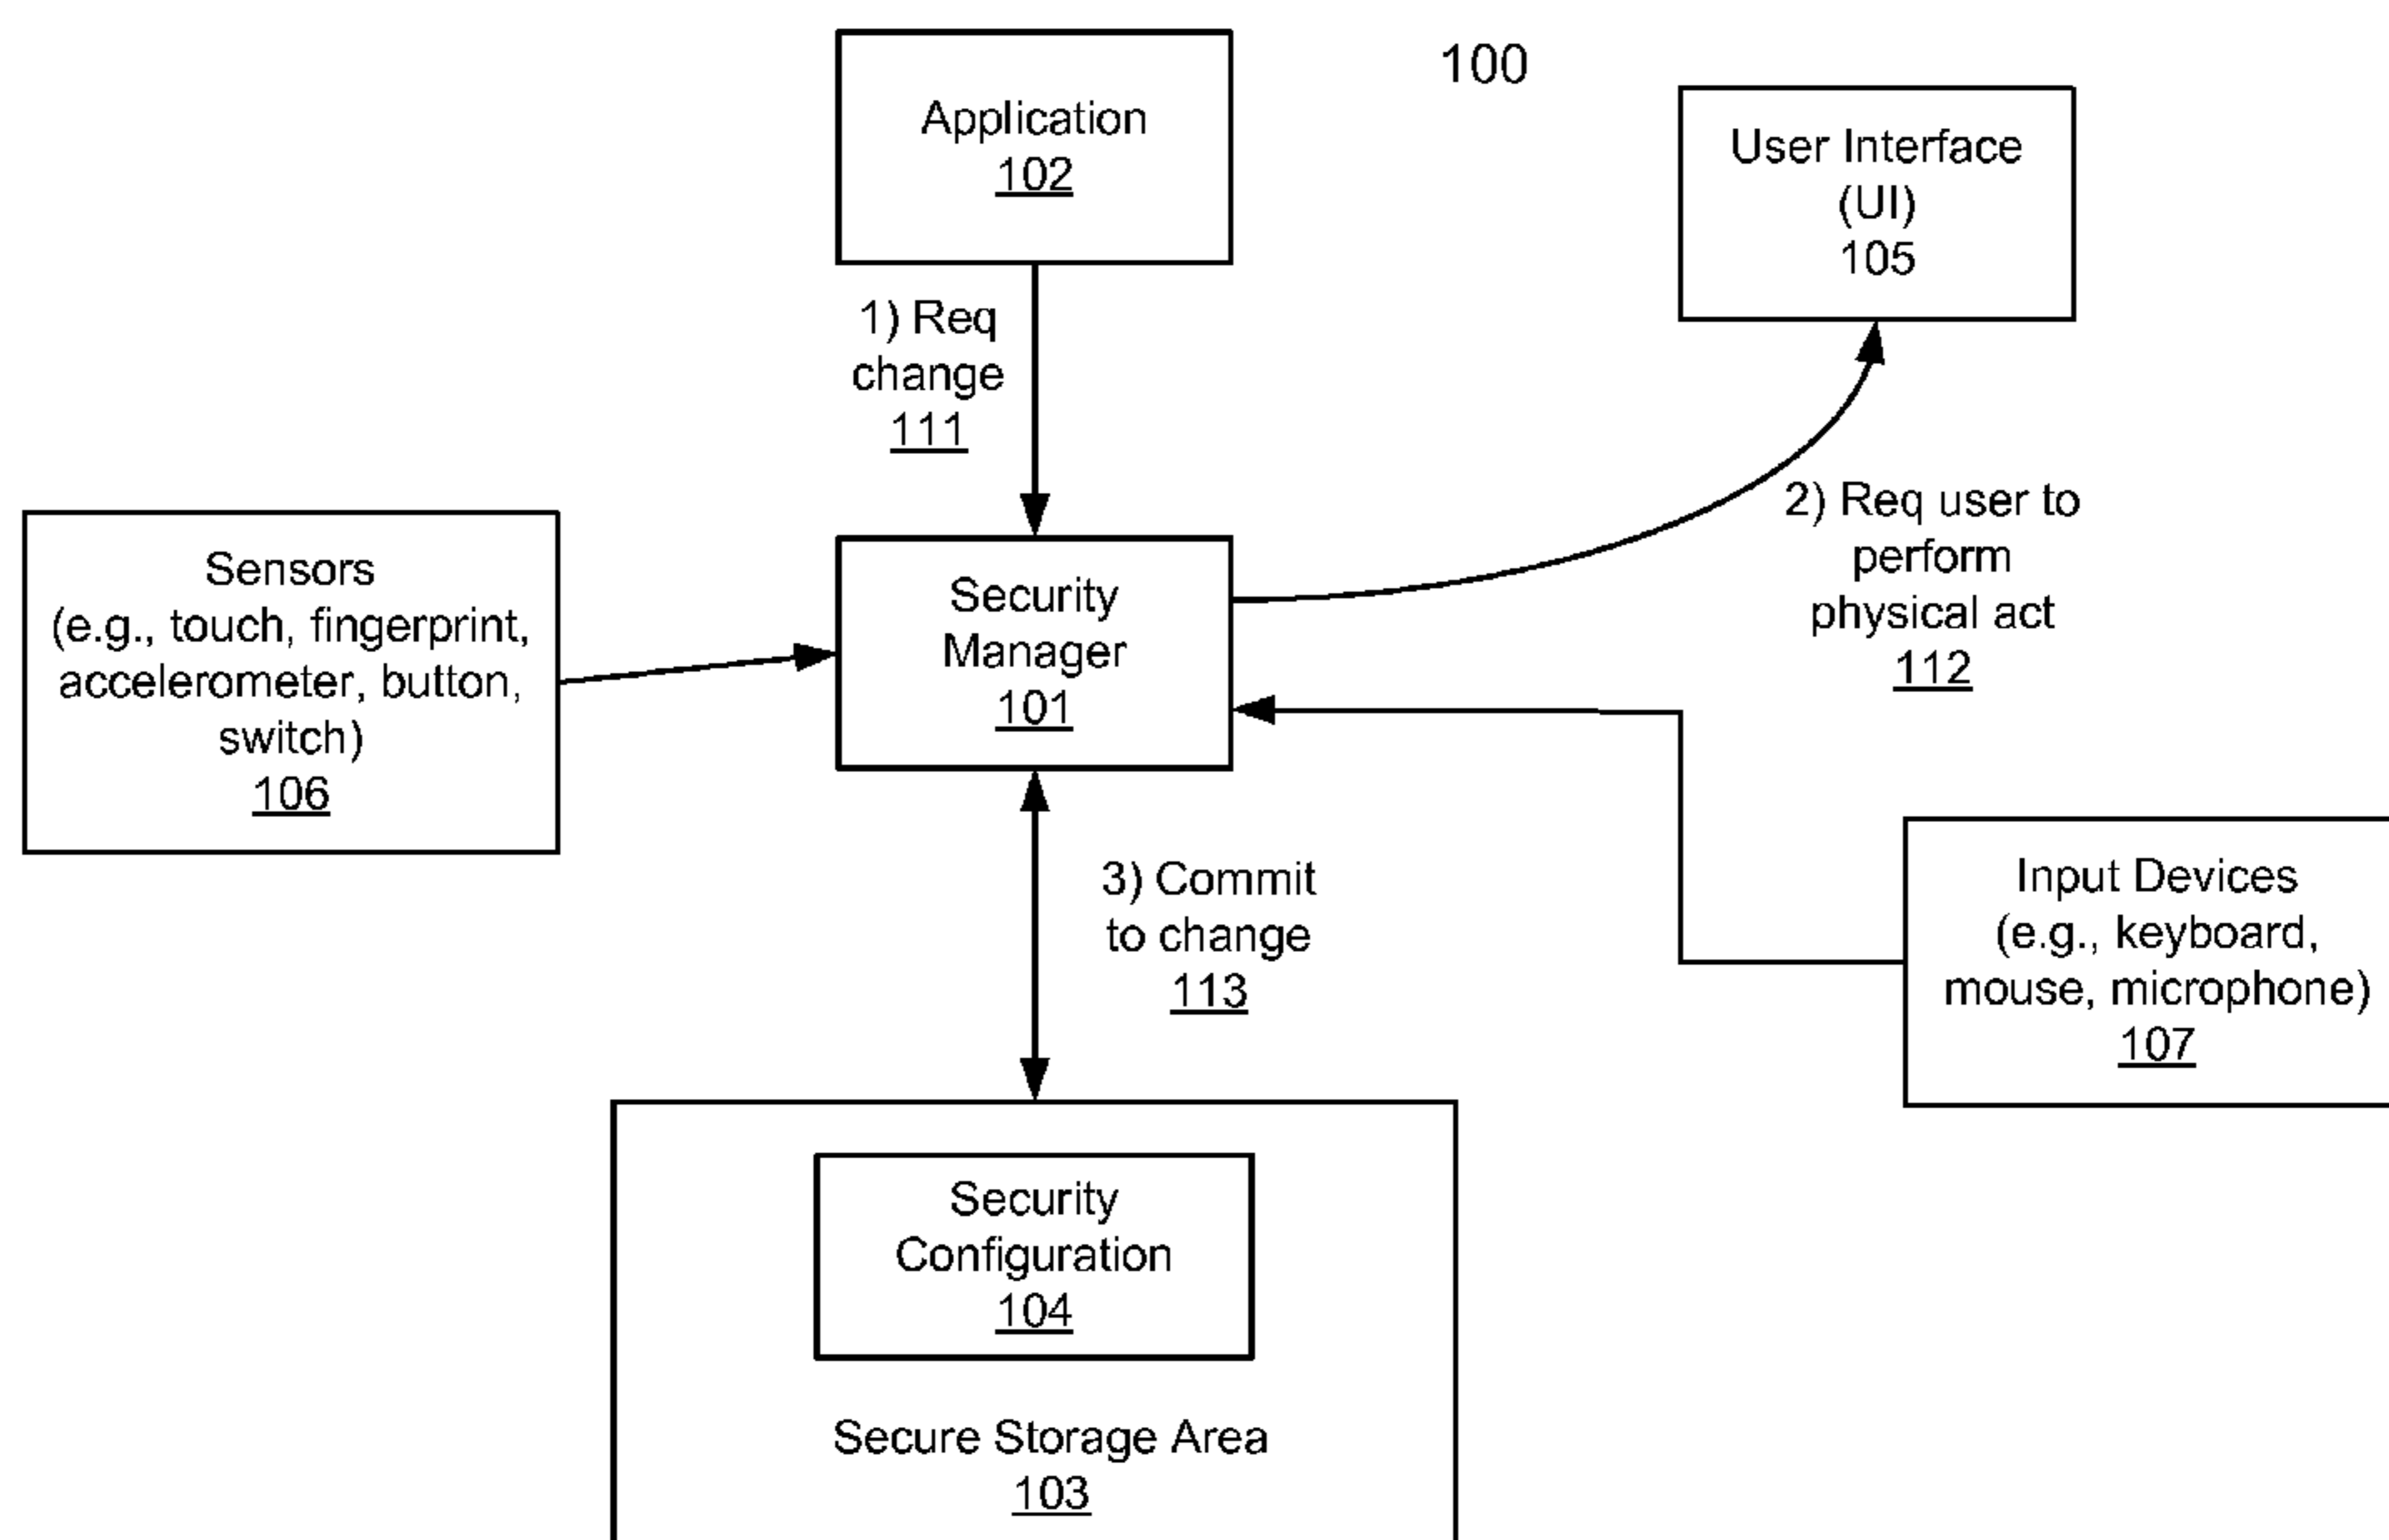 100
Application
102
User Interface
(UI)
105
1) Req
change
111
2) Req user to
perform
physical act
112
Sensors
(e.g., touch, fingerprint,
accelerometer, button,
switch)
106
Security
Manager
101
3) Commit
to change
113
Input Devices
(e.g., keyboard,
mouse, microphone)
107
Security
Configuration
104
Secure Storage Area
103